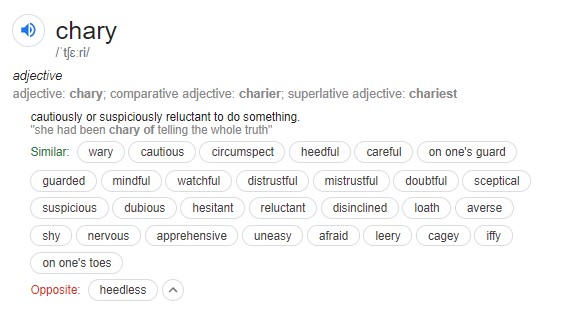 chary
/ˈtʃɛːri/
adjective
adjective: chary; comparative adjective: charier; superlative adjective: chariest
cautiously or suspiciously reluctant to do something.
"she had been chary of telling the whole truth"
Similar: wary cautious circumspect heedful careful on one's guard
guarded mindful watchful distrustful mistrustful doubtful sceptical
suspicious dubious hesitant reluctant disinclined loath averse
shy nervous apprehensive uneasy afraid leery cagey iffy
on one's toes
Opposite: heedless